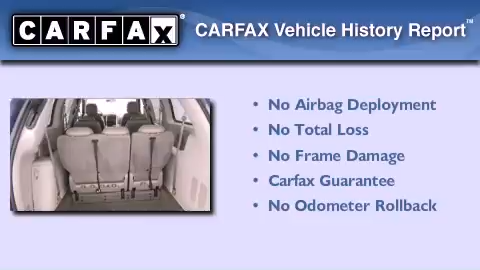 CARFAX® CARFAX Vehicle History Report™
• No Airbag Deployment
• No Total Loss
• No Frame Damage
• Carfax Guarantee
• No Odometer Rollback